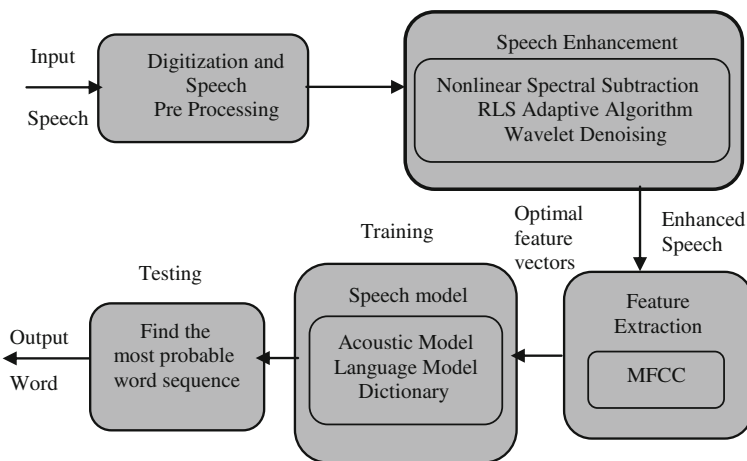 Input
Speech
Digitization and
Speech
Pre Processing
Speech Enhancement
Nonlinear Spectral Subtraction
RLS Adaptive Algorithm
Wavelet Denoising
Enhanced
Speech
Feature
Extraction
MFCC
Optimal
feature
vectors
Training
Speech model
Acoustic Model
Language Model
Dictionary
Testing
Find the
most probable
word sequence
Output
Word